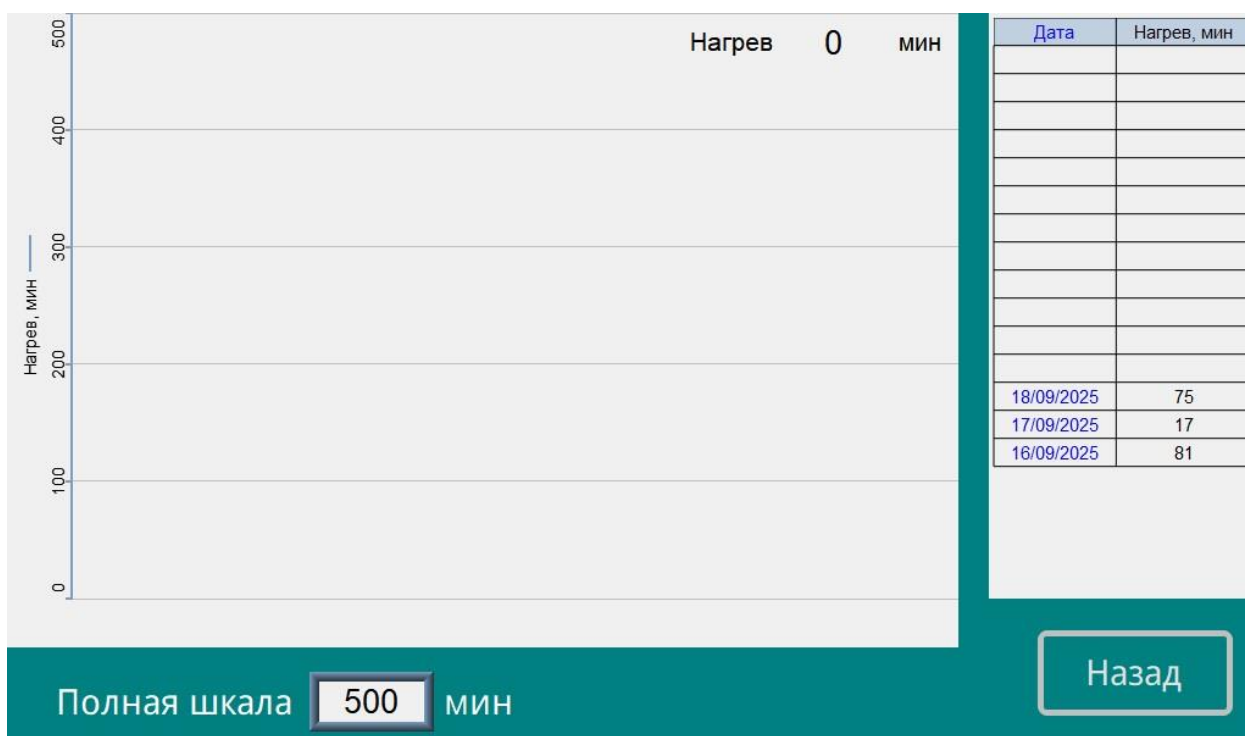 500
400
300
200
100
0
Нагрев, мин
Нагрев 0 мин
Дата Нагрев, мин
18/09/2025 75
17/09/2025 17
16/09/2025 81
Полная шкала 500 мин
Назад